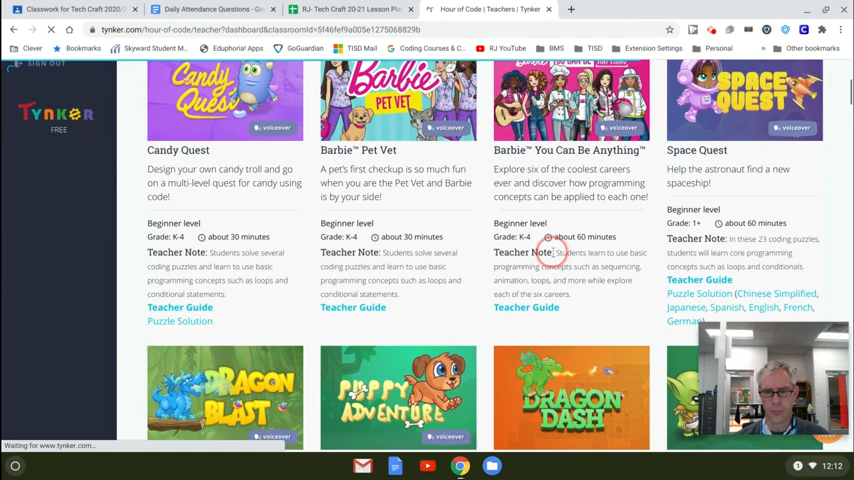 Classwork for Tech Craft 2020/2
Daily Attendance Questions - Go
RJ- Tech Craft 20-21 Lesson Pla
Hour of Code | Teachers | Tynker
tynker.com/hour-of-code/teacher?dashboard&classroomId=5f46fef9a005e1275068829b
Clever
Bookmarks
Skyward Student M...
Eduphoria! Apps
GoGuardian
TISD Mail
Coding Courses & C...
RJ YouTube
BMS
TISD
Extension Settings
Personal
Other bookmarks
SIGN OUT
TYNKER
FREE
CANDY QUEST
voiceover
Barbie
PET VET
voiceover
YOU CAN BE ANYTHING
voiceover
SPACE QUEST
voiceover
Candy Quest
Barbie™ Pet Vet
Barbie™ You Can Be Anything™
Space Quest
Design your own candy troll and go
on a multi-level quest for candy using
code!
A pet's first checkup is so much fun
when you are the Pet Vet and Barbie
is by your side!
Explore six of the coolest careers
ever and discover how programming
concepts can be applied to each one!
Help the astronaut find a new
spaceship!
Beginner level
Grade: K-4 about 30 minutes
Teacher Note: Students solve several
coding puzzles and learn to use basic
programming concepts such as loops and
conditional statements.
Teacher Guide
Puzzle Solution
Beginner level
Grade: K-4 about 30 minutes
Teacher Note: Students solve several
coding puzzles and learn to use basic
programming concepts such as loops and
conditional statements.
Teacher Guide
Beginner level
Grade: K-4 about 60 minutes
Teacher Note: Students learn to use basic
programming concepts such as sequencing,
animation, loops, and more while explore
each of the six careers.
Teacher Guide
Beginner level
Grade: 1+ about 60 minutes
Teacher Note: In these 23 coding puzzles,
students will learn core programming
concepts such as loops and conditionals.
Teacher Guide
Puzzle Solution (Chinese Simplified,
Japanese, Spanish, English, French,
German)
DRAGON BLAST
voiceover
PUPPY ADVENTURE
voiceover
DRAGON DASH
Waiting for www.tynker.com...
1
12:12